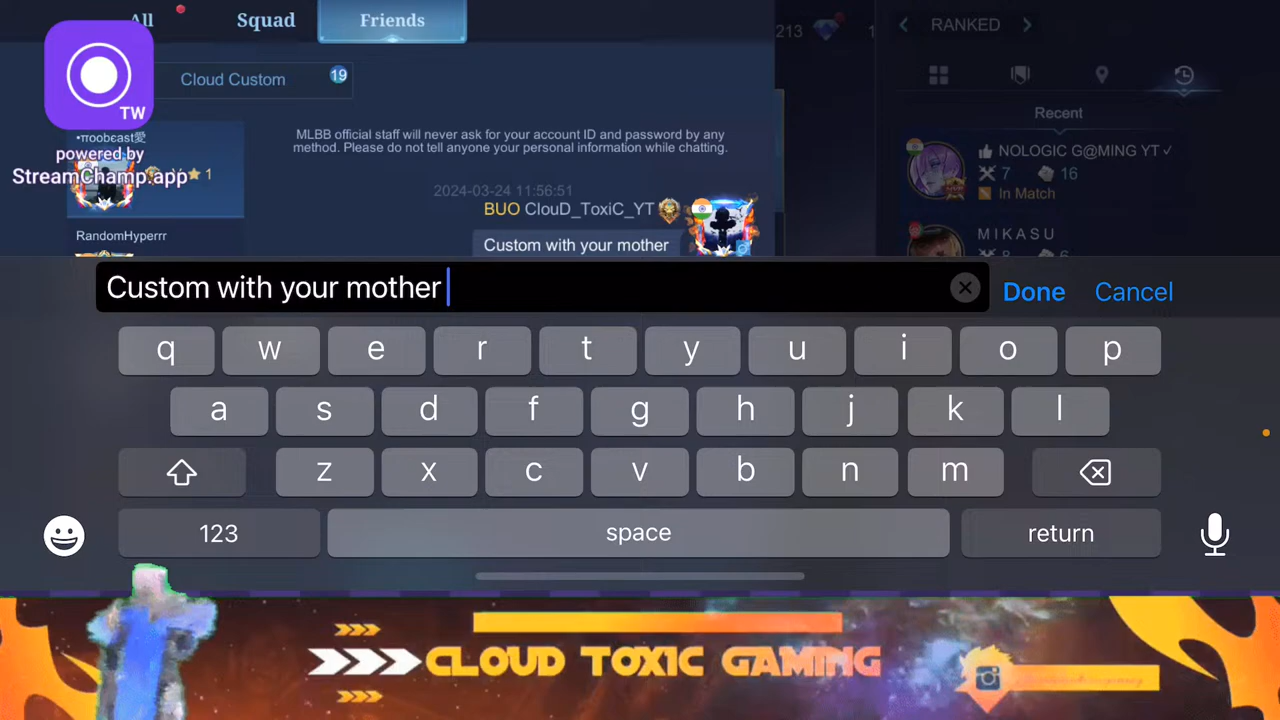 All
Squad
Friends
213
1
RANKED
TW
Cloud Custom
19
Recent
powered by
StreamChamp.app
1
MLBB official staff will never ask for your account ID and password by any
method. Please do not tell anyone your personal information while chatting.
NOLOGIC G@MING YT
7 16
In Match
2024-03-24 11:56:51
BUO ClouD_ToxiC_YT
RandomHyperrr
Custom with your mother
M I K A S U
Custom with your mother
Done
Cancel
q w e r t y u i o p
a s d f g h j k l
z x c v b n m
123
space
return
CLOUD TOXIC GAMING